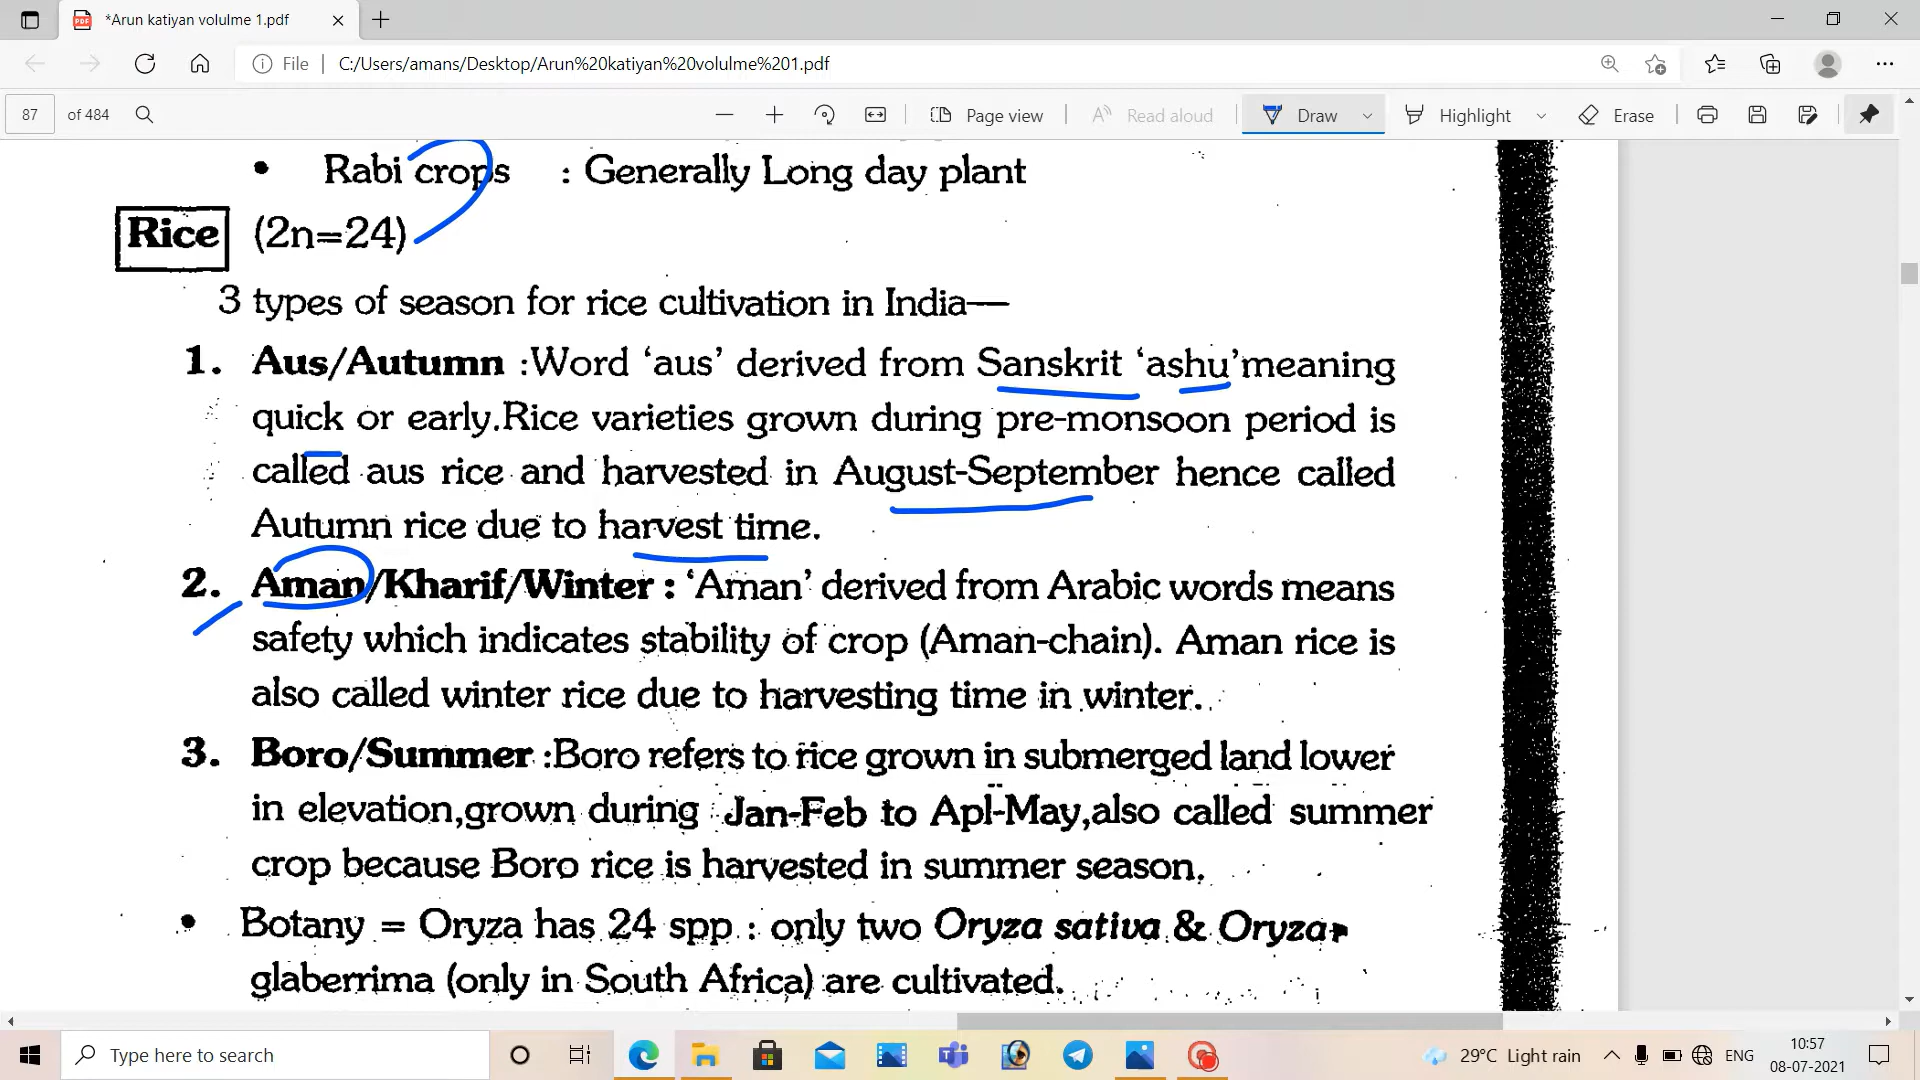 *Arun katiyan volulme 1.pdf
File | C:/Users/amans/Desktop/Arun%20katiyan%20volulme%201.pdf
87 of 484 Page view Read aloud Draw Highlight Erase
• Rabi crops : Generally Long day plant
Rice (2n=24)
3 types of season for rice cultivation in India—
1. Aus/Autumn :Word ‘aus’ derived from Sanskrit ‘ashu’meaning
quick or early.Rice varieties grown during pre-monsoon period is
called aus rice and harvested in August-September hence called
Autumn rice due to harvest time.
2. Aman/Kharif/Winter : ‘Aman’ derived from Arabic words means
safety which indicates stability of crop (Aman-chain). Aman rice is
also called winter rice due to harvesting time in winter.
3. Boro/Summer :Boro refers to rice grown in submerged land lower
in elevation,grown during Jan-Feb to Apl-May,also called summer
crop because Boro rice is harvested in summer season.
• Botany = Oryza has 24 spp : only two Oryza sativa & Oryza
glaberrima (only in South Africa) are cultivated.
Type here to search 29°C Light rain ENG 10:57
08-07-2021